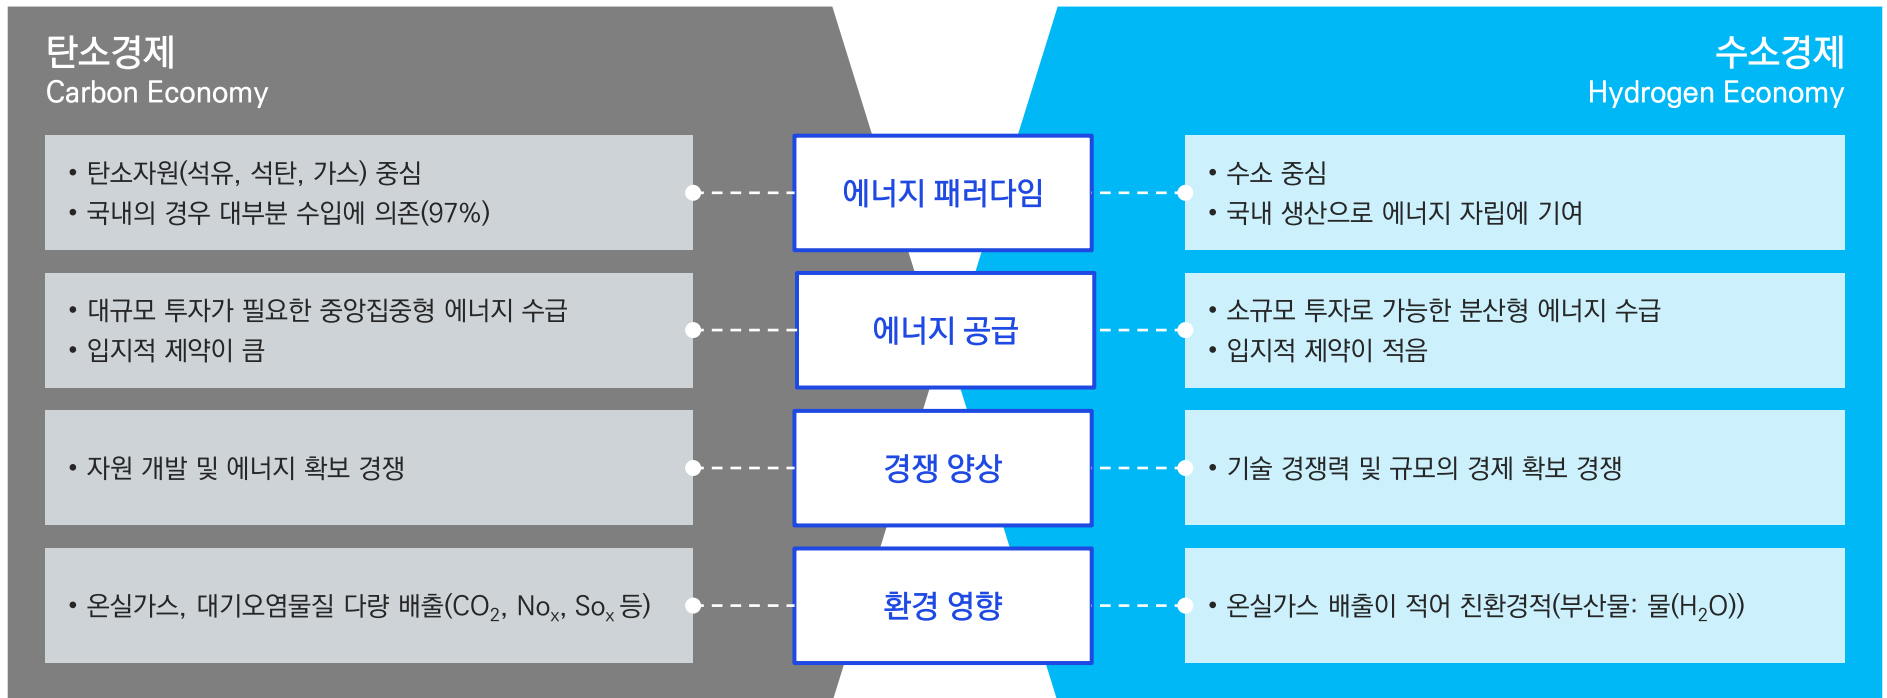 탄소경제
Carbon Economy
수소경제
Hydrogen Economy
• 탄소자원(석유, 석탄, 가스) 중심
• 국내의 경우 대부분 수입에 의존(97%)
에너지 패러다임
• 수소 중심
• 국내 생산으로 에너지 자립에 기여
• 대규모 투자가 필요한 중앙집중형 에너지 수급
• 입지적 제약이 큼
에너지 공급
• 소규모 투자로 가능한 분산형 에너지 수급
• 입지적 제약이 적음
• 자원 개발 및 에너지 확보 경쟁
경쟁 양상
• 기술 경쟁력 및 규모의 경제 확보 경쟁
• 온실가스, 대기오염물질 다량 배출(CO₂, Noₓ, Soₓ 등)
환경 영향
• 온실가스 배출이 적어 친환경적(부산물: 물(H₂O))